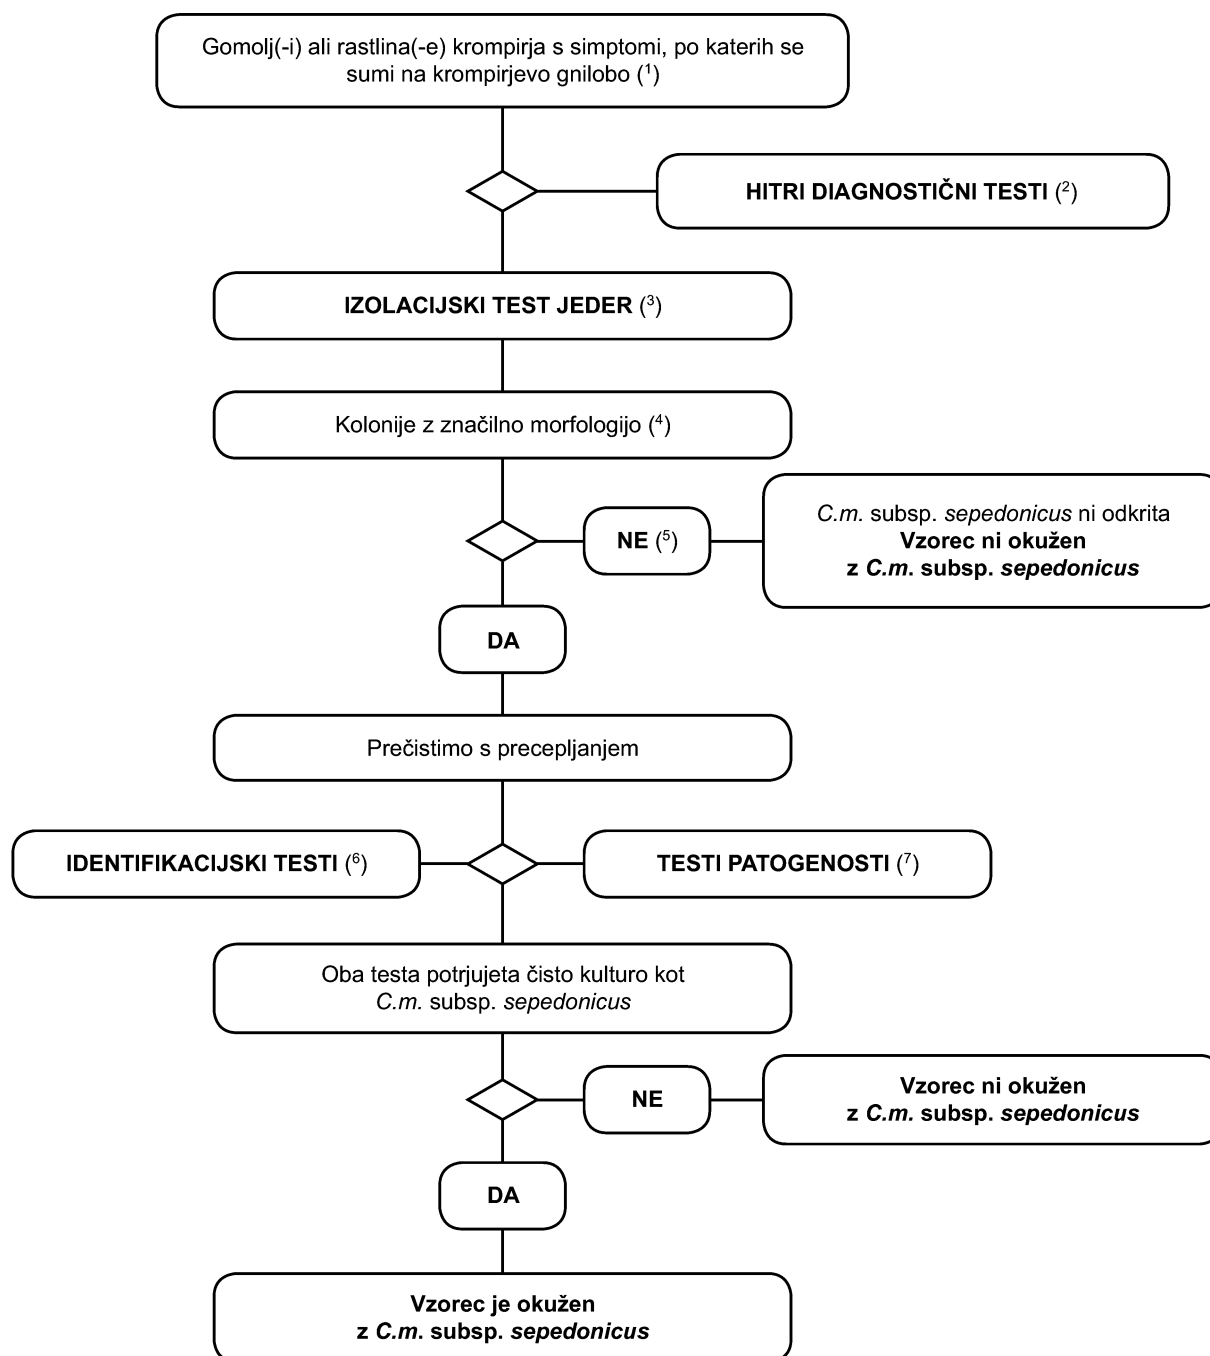 Gomolj(-i) ali rastlina(-e) krompirja s simptomi, po katerih se
sumi na krompirjevo gnilobo (¹)
HITRI DIAGNOSTIČNI TESTI (²)
IZOLACIJSKI TEST JEDER (³)
Kolonije z značilno morfologijo (⁴)
NE (⁵)
C.m. subsp. sepedonicus ni odkrita
Vzorec ni okužen
z C.m. subsp. sepedonicus
DA
Prečistimo s precepljanjem
IDENTIFIKACIJSKI TESTI (⁶)
TESTI PATOGENOSTI (⁷)
Oba testa potrjujeta čisto kulturo kot
C.m. subsp. sepedonicus
NE
Vzorec ni okužen
z C.m. subsp. sepedonicus
DA
Vzorec je okužen
z C.m. subsp. sepedonicus